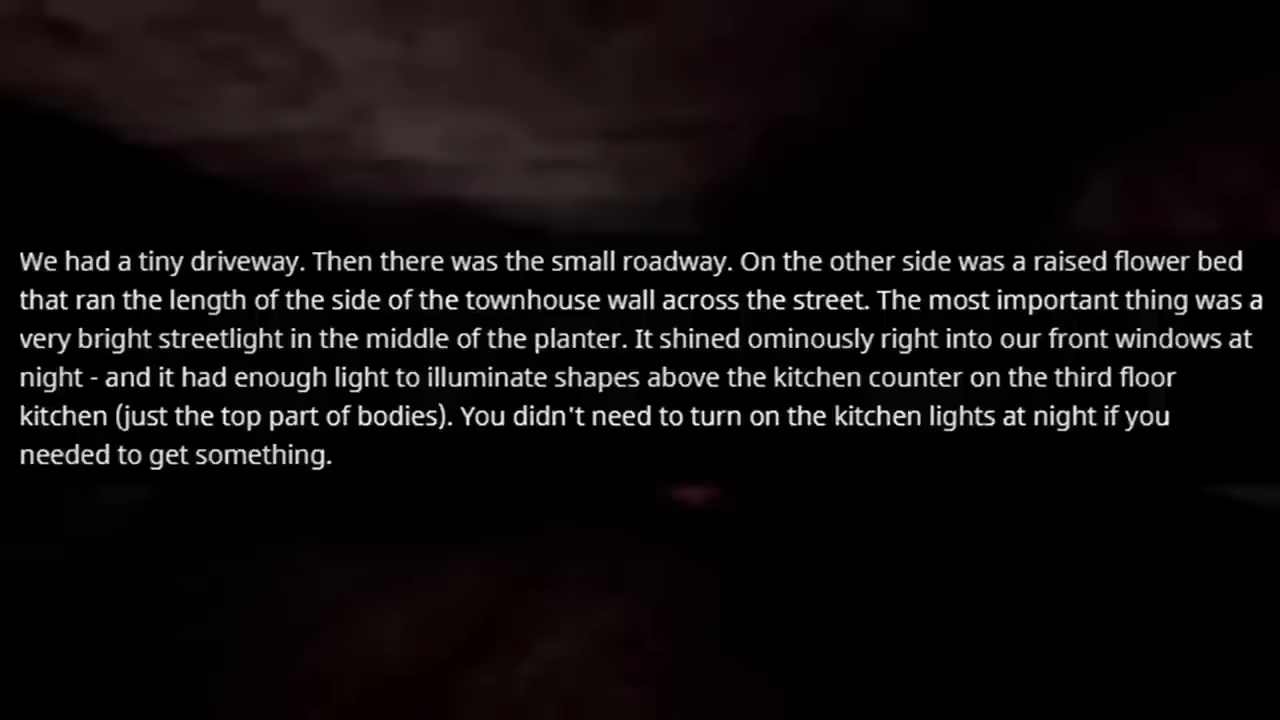 We had a tiny driveway. Then there was the small roadway. On the other side was a raised flower bed
that ran the length of the side of the townhouse wall across the street. The most important thing was a
very bright streetlight in the middle of the planter. It shined ominously right into our front windows at
night - and it had enough light to illuminate shapes above the kitchen counter on the third floor
kitchen (just the top part of bodies). You didn't need to turn on the kitchen lights at night if you
needed to get something.